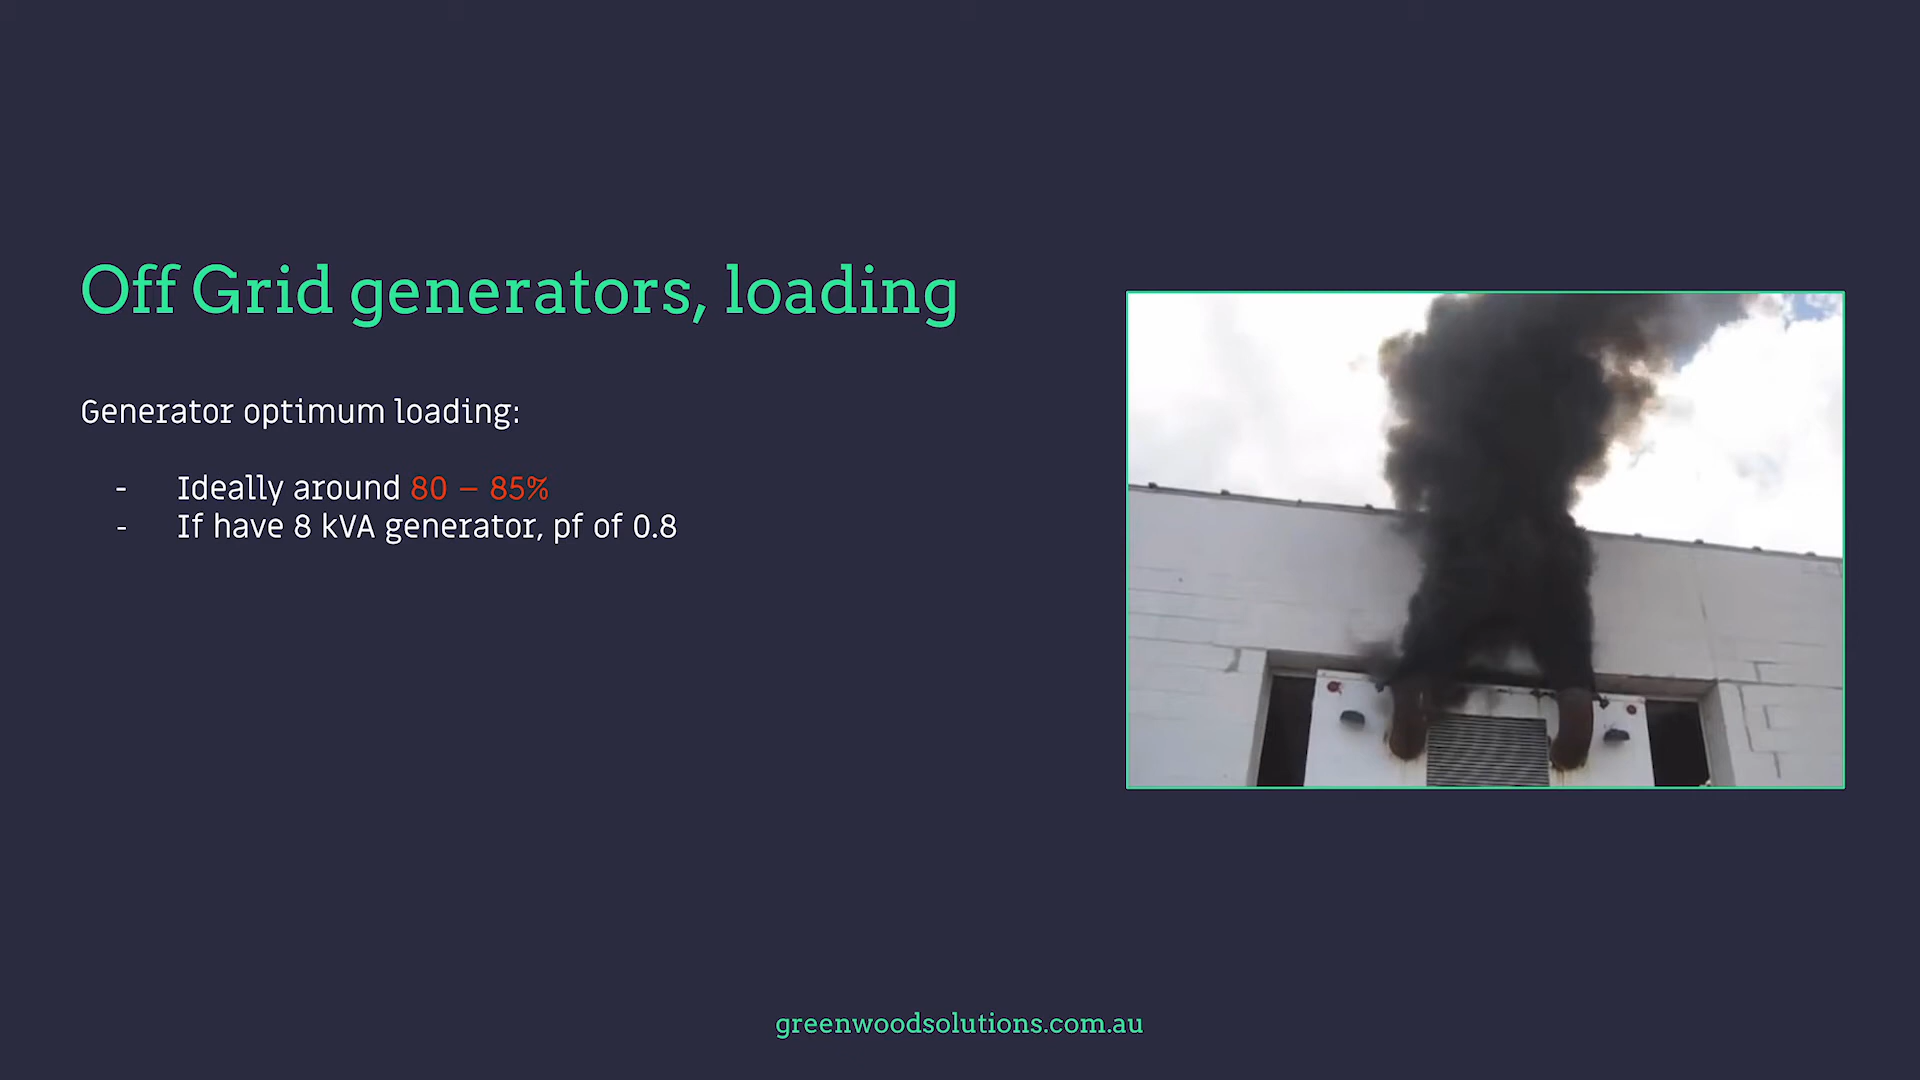 Off Grid generators, loading
Generator optimum loading:
- Ideally around 80 – 85%
- If have 8 kVA generator, pf of 0.8
greenwoodsolutions.com.au